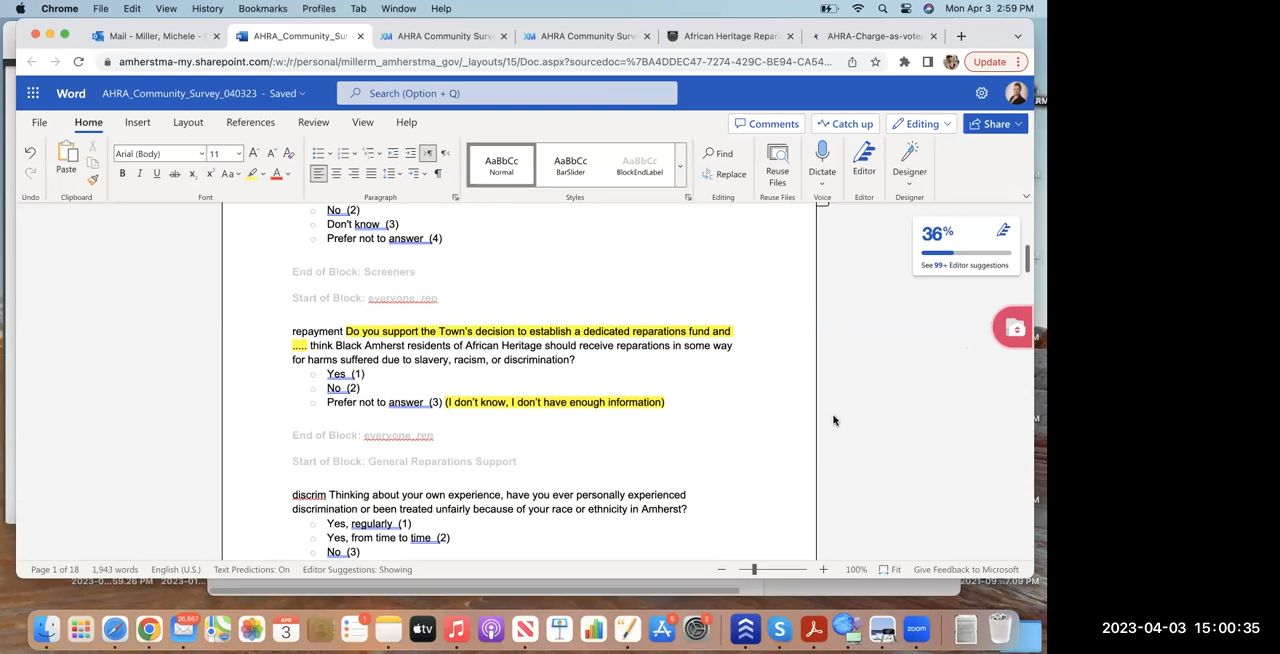 Chrome File Edit View History Bookmarks Profiles Tab Window Help Mon Apr 3 2:59 PM
Mail - Miller, Michele - AHRA_Community_Sur AHRA Community Surv AHRA Community Surv African Heritage Repar AHRA-Charge-as-vote
amherstma-my.sharepoint.com/:w:/r/personal/millerm_amherstma_gov/_layouts/15/Doc.aspx?sourcedoc=%7BA4DDEC47-7274-429C-BE94-CA54... Update
Word AHRA_Community_Survey_040323 - Saved Search (Option + Q)
File Home Insert Layout References Review View Help Comments Catch up Editing Share
Arial (Body) 11 AaBbCc AaBbCc AaBbCc Find
Paste Normal BarSlider BlockEndLabel Replace Reuse Files Dictate Editor Designer
Undo Clipboard Font Paragraph Styles Editing Reuse Files Voice Editor Designer
No (2)
Don't know (3)
Prefer not to answer (4)
36%
See 99+ Editor suggestions
End of Block: Screeners
Start of Block: everyone_rep
repayment Do you support the Town's decision to establish a dedicated reparations fund and
..... think Black Amherst residents of African Heritage should receive reparations in some way
for harms suffered due to slavery, racism, or discrimination?
Yes (1)
No (2)
Prefer not to answer (3) (I don't know, I don't have enough information)
End of Block: everyone_rep
Start of Block: General Reparations Support
discrim Thinking about your own experience, have you ever personally experienced
discrimination or been treated unfairly because of your race or ethnicity in Amherst?
Yes, regularly (1)
Yes, from time to time (2)
No (3)
Page 1 of 18 1,943 words English (U.S.) Text Predictions: On Editor Suggestions: Showing 100% Fit Give Feedback to Microsoft
26,667 APR 3 1 tv 5 2 zoom
2023-04-03 15:00:35